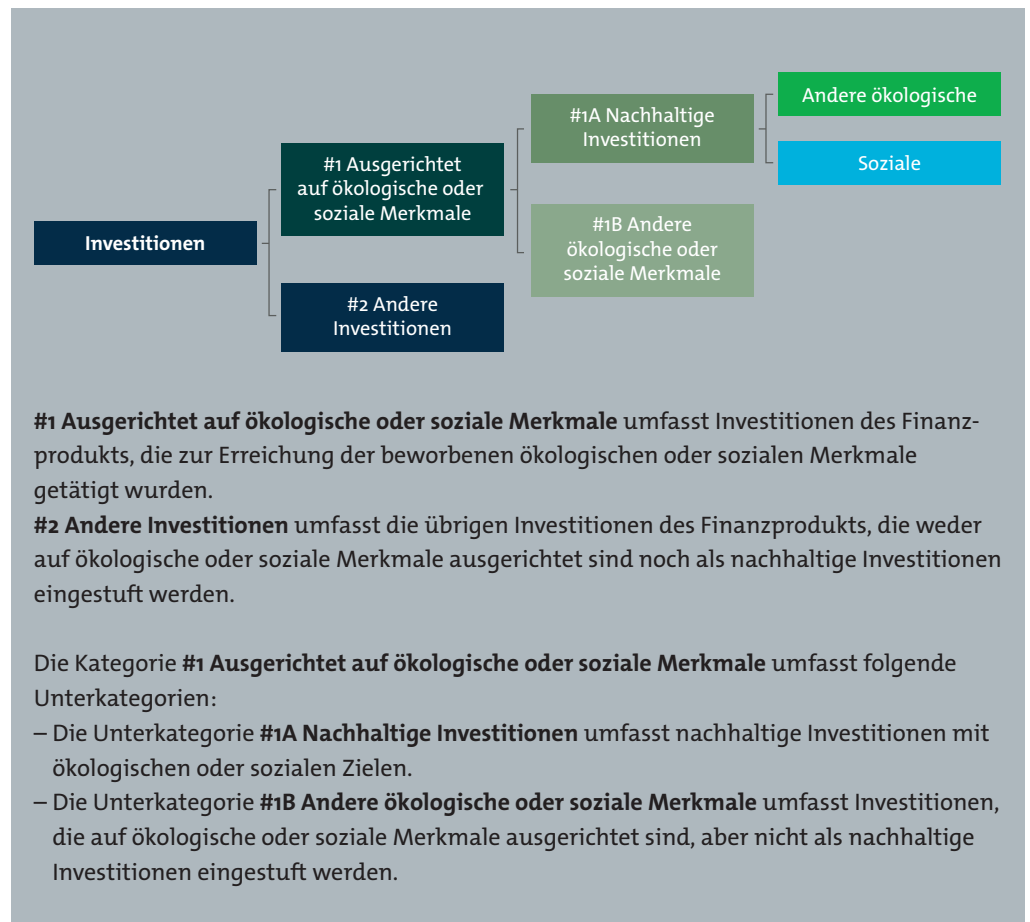 Andere ökologische
#1A Nachhaltige
Investitionen
Soziale
#1 Ausgerichtet
auf ökologische oder
soziale Merkmale
#1B Andere
ökologische oder
soziale Merkmale
Investitionen
#2 Andere
Investitionen
#1 Ausgerichtet auf ökologische oder soziale Merkmale umfasst Investitionen des Finanz-
produkts, die zur Erreichung der beworbenen ökologischen oder sozialen Merkmale
getätigt wurden.
#2 Andere Investitionen umfasst die übrigen Investitionen des Finanzprodukts, die weder
auf ökologische oder soziale Merkmale ausgerichtet sind noch als nachhaltige Investitionen
eingestuft werden.
Die Kategorie #1 Ausgerichtet auf ökologische oder soziale Merkmale umfasst folgende
Unterkategorien:
– Die Unterkategorie #1A Nachhaltige Investitionen umfasst nachhaltige Investitionen mit
ökologischen oder sozialen Zielen.
– Die Unterkategorie #1B Andere ökologische oder soziale Merkmale umfasst Investitionen,
die auf ökologische oder soziale Merkmale ausgerichtet sind, aber nicht als nachhaltige
Investitionen eingestuft werden.